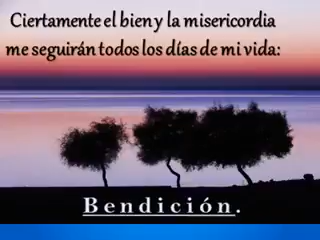 Ciertamente el bien y la misericordia
me seguirán todos los días de mi vida:
Bendición.